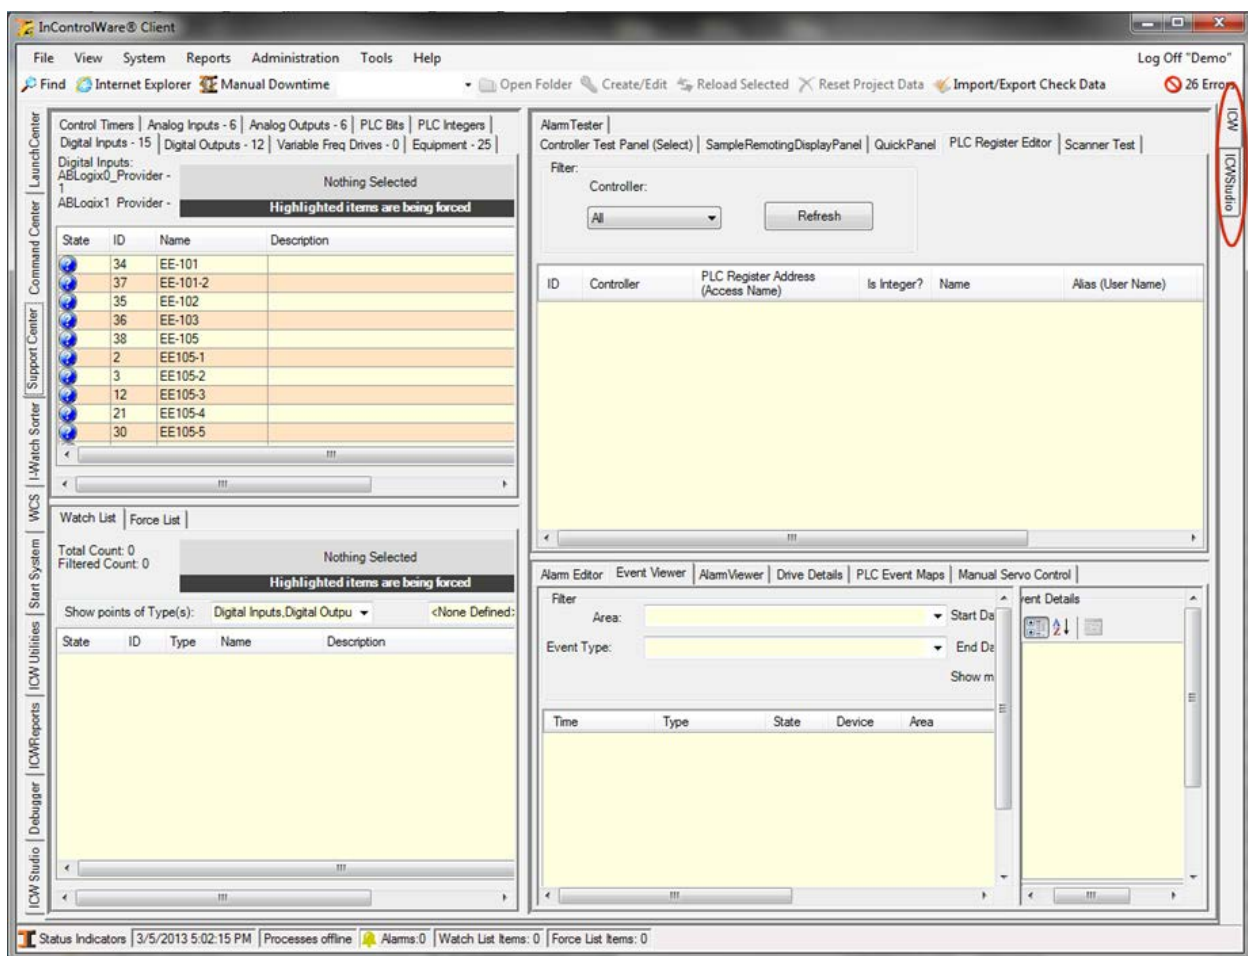 InControlWare® Client
File View System Reports Administration Tools Help Log Off "Demo"
Find Internet Explorer Manual Downtime Open Folder Create/Edit Reload Selected Reset Project Data Import/Export Check Data 26 Errors
LaunchCenter
Command Center
Support Center
I-Watch Sorter
WCS
Start System
ICW Utilities
ICWReports
Debugger
ICW Studio
Control Timers Analog Inputs - 6 Analog Outputs - 6 PLC Bits PLC Integers
Digital Inputs - 15 Digital Outputs - 12 Variable Freq Drives - 0 Equipment - 25
Digital Inputs:
ABLogix0_Provider -
1
ABLogix1 Provider -
Nothing Selected
Highlighted items are being forced
State ID Name Description
34 EE-101
37 EE-101-2
35 EE-102
36 EE-103
38 EE-105
2 EE105-1
3 EE105-2
12 EE105-3
21 EE105-4
30 EE105-5
Watch List Force List
Total Count: 0
Filtered Count: 0
Nothing Selected
Highlighted items are being forced
Show points of Type(s): Digital Inputs,Digital Outpu <None Defined>
State ID Type Name Description
AlarmTester
Controller Test Panel (Select) SampleRemotingDisplayPanel QuickPanel PLC Register Editor Scanner Test
Filter:
Controller:
All Refresh
ID Controller PLC Register Address Is Integer? Name Alias (User Name)
(Access Name)
Alarm Editor Event Viewer AlarmViewer Drive Details PLC Event Maps Manual Servo Control
Filter
Area: Start Da
Event Type: End Da
Show m
Time Type State Device Area
vent Details
ICW
ICWStudio
Status Indicators 3/5/2013 5:02:15 PM Processes offline Alarms:0 Watch List Items: 0 Force List Items: 0